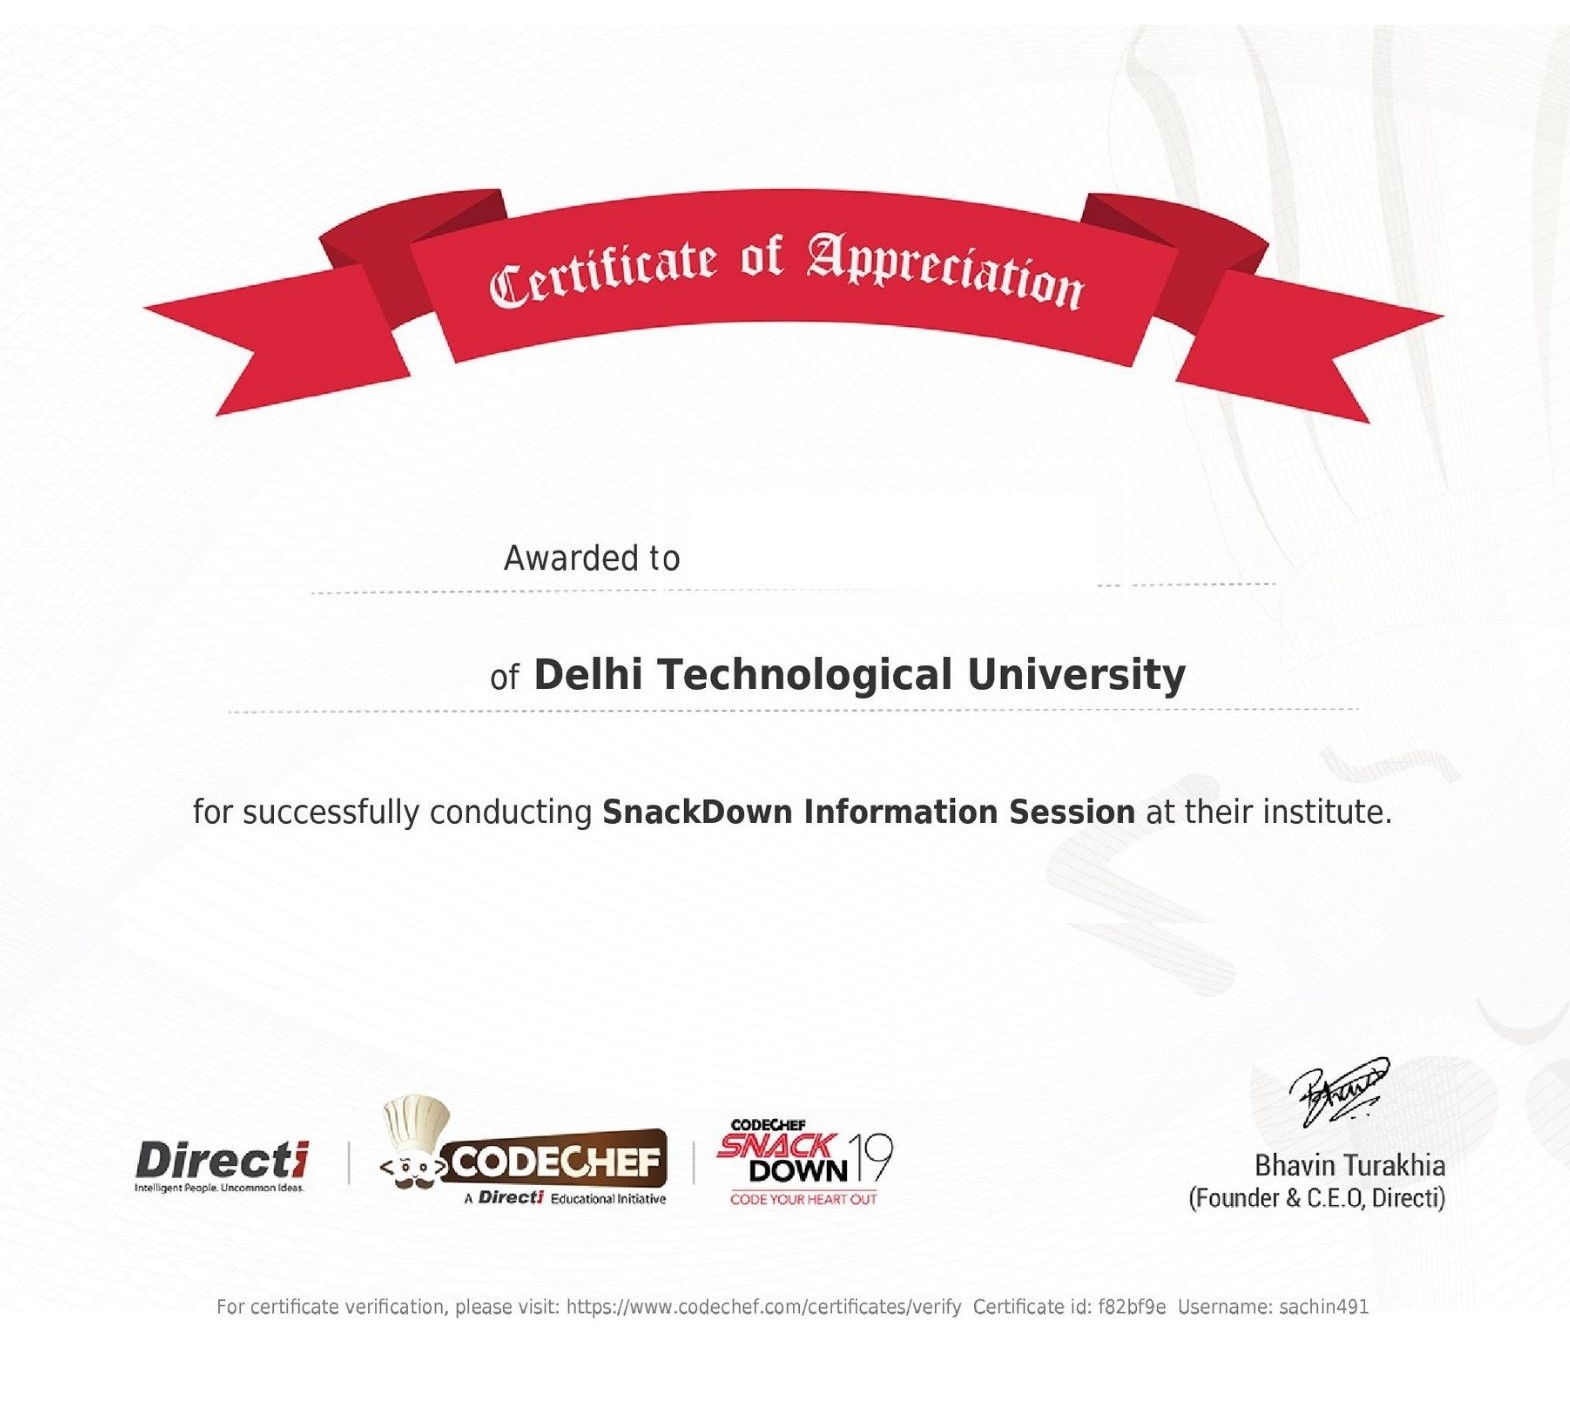 Certificate of Appreciation
Awarded to
of Delhi Technological University
for successfully conducting SnackDown Information Session at their institute.
Directi
Intelligent People. Uncommon Ideas.
CODECHEF
A Directi Educational Initiative
CODECHEF
SNACK
DOWN 19
CODE YOUR HEART OUT
Bhavin Turakhia
(Founder & C.E.O, Directi)
For certificate verification, please visit: https://www.codechef.com/certificates/verify Certificate id: f82bf9e Username: sachin491